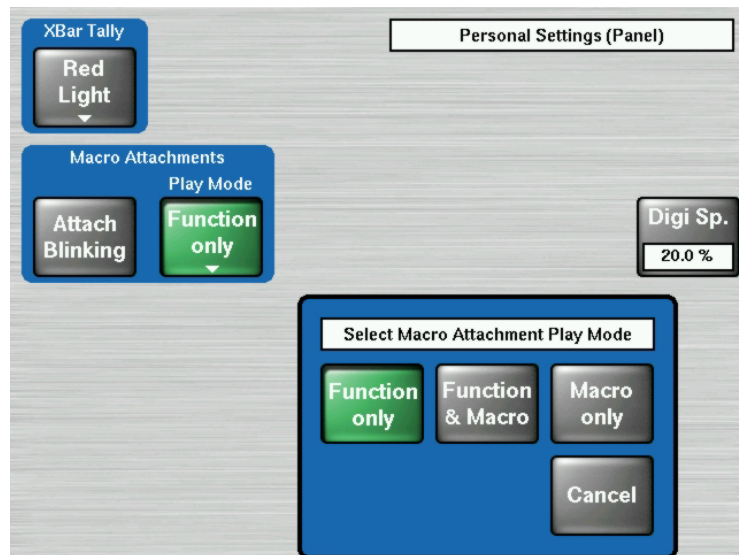 XBar Tally
Personal Settings (Panel)
Red
Light
Macro Attachments
Play Mode
Attach
Blinking
Function
only
Digi Sp.
20.0 %
Select Macro Attachment Play Mode
Function
only
Function
& Macro
Macro
only
Cancel